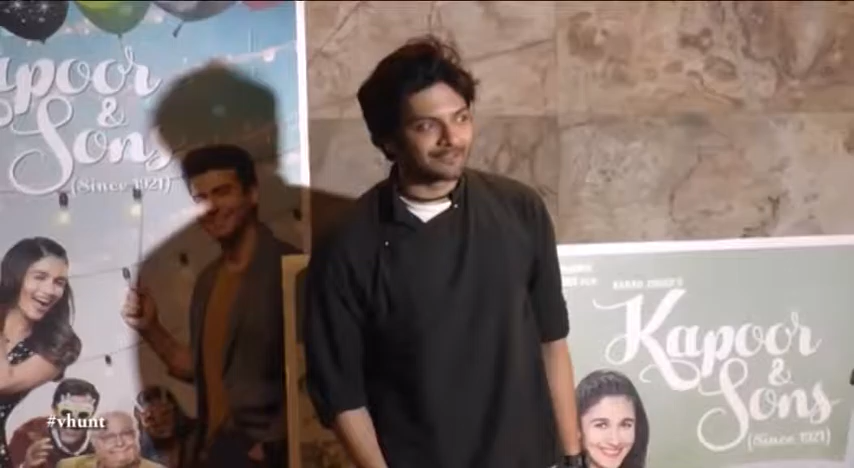 Kapoor
&
Sons
(Since 1921)
Kapoor
&
Sons
(Since 1921)
#vhunt